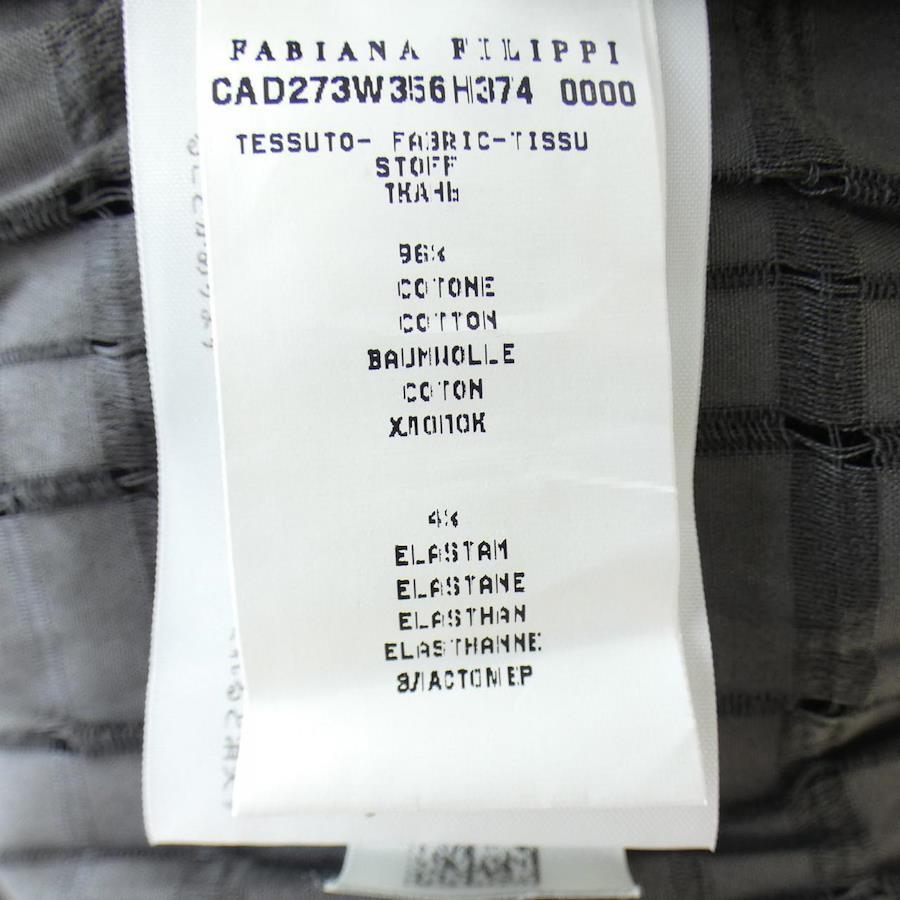 FABIANA FILIPPI
CAD273W356H374 0000
TESSUTO- FABRIC-TISSU
STOFF
ТКАНЬ
96%
COTONE
COTTON
BAUMWOLLE
COTON
ХЛОПОК
4%
ELASTAM
ELASTANE
ELASTHAN
ELASTHANNE
ЭЛАСТОМЕР